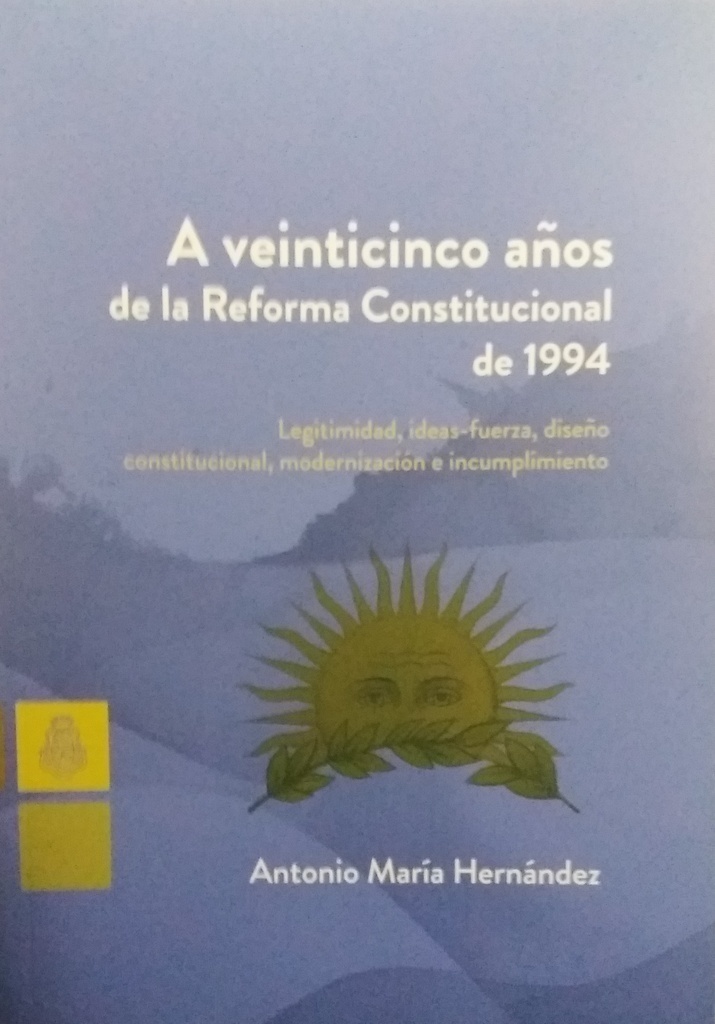 A veinticinco años
de la Reforma Constitucional
de 1994
Legitimidad, ideas-fuerza, diseño
constitucional, modernización e incumplimiento
Antonio María Hernández